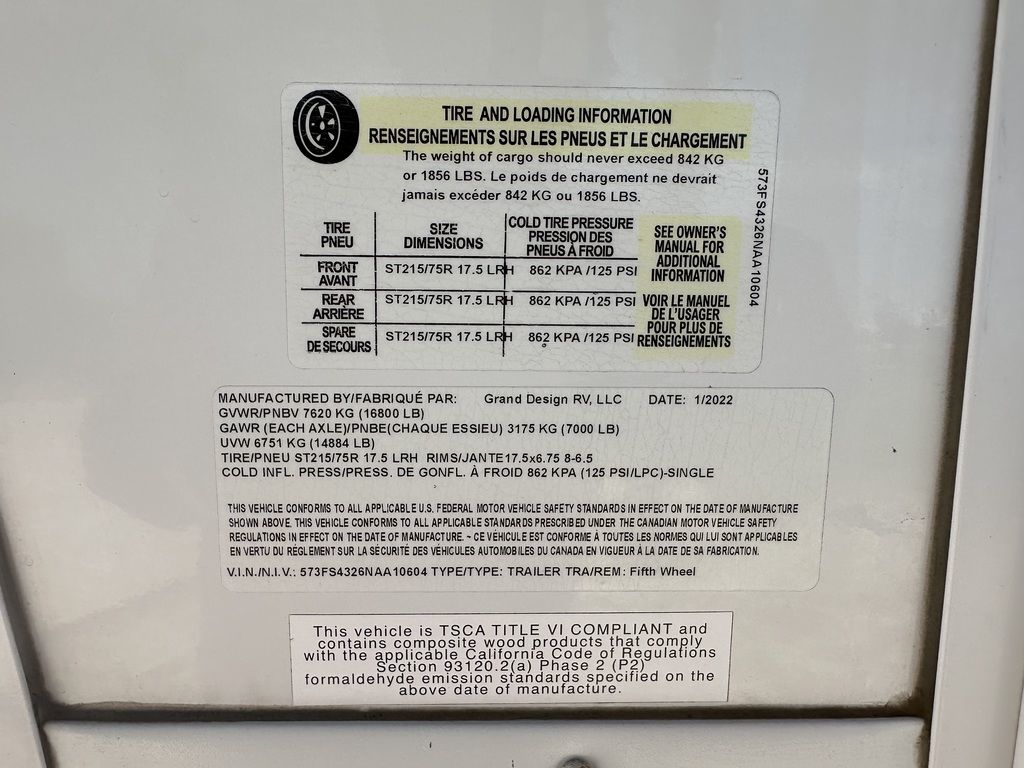 TIRE AND LOADING INFORMATION
RENSEIGNEMENTS SUR LES PNEUS ET LE CHARGEMENT
The weight of cargo should never exceed 842 KG
or 1856 LBS. Le poids de chargement ne devrait
jamais excéder 842 KG ou 1856 LBS.
TIRE PNEU SIZE DIMENSIONS COLD TIRE PRESSURE PRESSION DES PNEUS À FROID
FRONT AVANT ST215/75R 17.5 LRH 862 KPA /125 PSI
REAR ARRIÈRE ST215/75R 17.5 LRH 862 KPA /125 PSI
SPARE DE SECOURS ST215/75R 17.5 LRH 862 KPA /125 PSI
SEE OWNER'S
MANUAL FOR
ADDITIONAL
INFORMATION
VOIR LE MANUEL
DE L'USAGER
POUR PLUS DE
RENSEIGNEMENTS
573FS4326NAA10604
MANUFACTURED BY/FABRIQUÉ PAR: Grand Design RV, LLC DATE: 1/2022
GVWR/PNBV 7620 KG (16800 LB)
GAWR (EACH AXLE)/PNBE(CHAQUE ESSIEU) 3175 KG (7000 LB)
UVW 6751 KG (14884 LB)
TIRE/PNEU ST215/75R 17.5 LRH RIMS/JANTE17.5x6.75 8-6.5
COLD INFL. PRESS/PRESS. DE GONFL. À FROID 862 KPA (125 PSI/LPC)-SINGLE
THIS VEHICLE CONFORMS TO ALL APPLICABLE U.S. FEDERAL MOTOR VEHICLE SAFETY STANDARDS IN EFFECT ON THE DATE OF MANUFACTURE
SHOWN ABOVE. THIS VEHICLE CONFORMS TO ALL APPLICABLE STANDARDS PRESCRIBED UNDER THE CANADIAN MOTOR VEHICLE SAFETY
REGULATIONS IN EFFECT ON THE DATE OF MANUFACTURE. ~ CE VÉHICULE EST CONFORME À TOUTES LES NORMES QUI LUI SONT APPLICABLES
EN VERTU DU RÈGLEMENT SUR LA SÉCURITÉ DES VÉHICULES AUTOMOBILES DU CANADA EN VIGUEUR À LA DATE DE SA FABRICATION.
V.I.N./N.I.V.: 573FS4326NAA10604 TYPE/TYPE: TRAILER TRA/REM: Fifth Wheel
This vehicle is TSCA TITLE VI COMPLIANT and
contains composite wood products that comply
with the applicable California Code of Regulations
Section 93120.2(a) Phase 2 (P2)
formaldehyde emission standards specified on the
above date of manufacture.